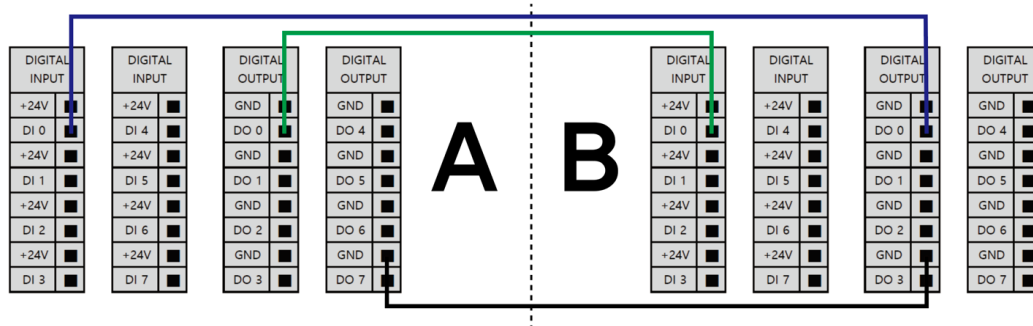 DIGITAL INPUT
+24V
DI 0
+24V
DI 1
+24V
DI 2
+24V
DI 3
DIGITAL INPUT
+24V
DI 4
+24V
DI 5
+24V
DI 6
+24V
DI 7
DIGITAL OUTPUT
GND
DO 0
GND
DO 1
GND
DO 2
GND
DO 3
DIGITAL OUTPUT
GND
DO 4
GND
DO 5
GND
DO 6
GND
DO 7
A
B
DIGITAL INPUT
+24V
DI 0
+24V
DI 1
+24V
DI 2
+24V
DI 3
DIGITAL INPUT
+24V
DI 4
+24V
DI 5
+24V
DI 6
+24V
DI 7
DIGITAL OUTPUT
GND
DO 0
GND
DO 1
GND
DO 2
GND
DO 3
DIGITAL OUTPUT
GND
DO 4
GND
DO 5
GND
DO 6
GND
DO 7